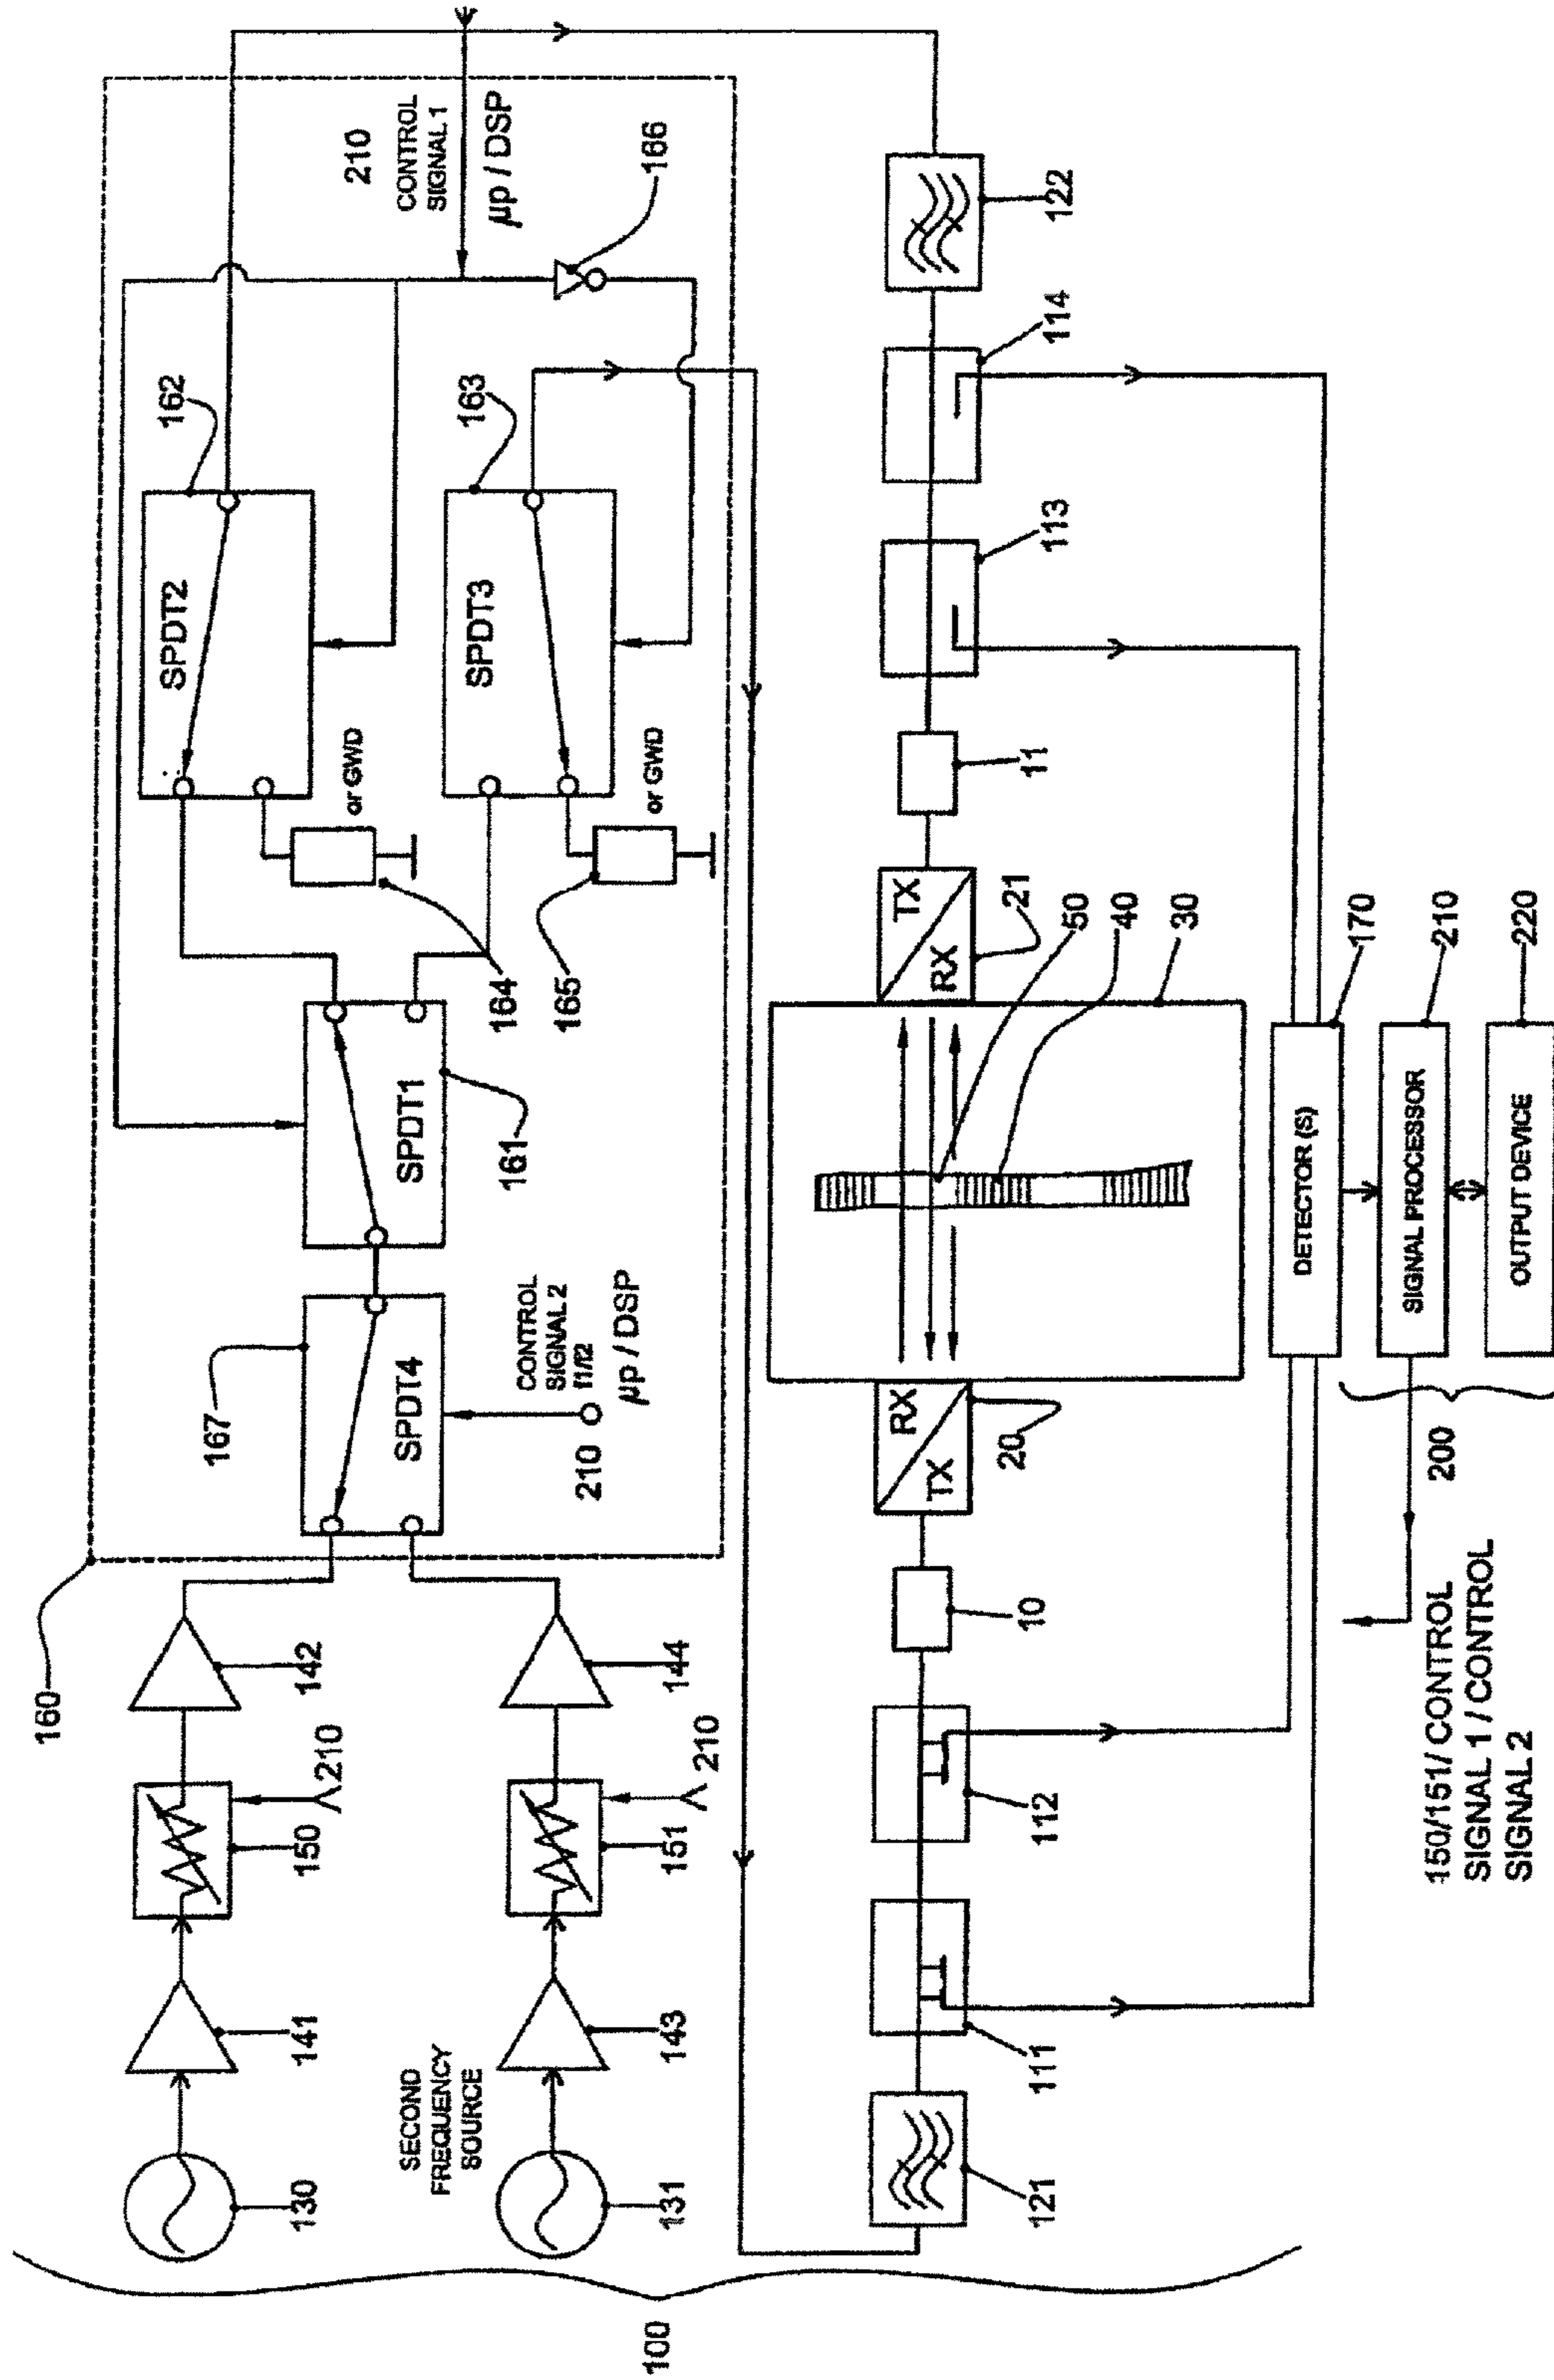 100
130
141
150
210
142
160
SECOND
FREQUENCY
SOURCE
131
143
151
210
144
167
SPDT4
SPDT1
161
CONTROL
SIGNAL 2
f1/f2
210
µp / DSP
SPDT2
162
or GWD
164
SPDT3
163
or GWD
165
210
CONTROL
SIGNAL 1
µp / DSP
166
121
111
112
10
TX
RX
20
RX
TX
21
50
40
30
11
113
114
122
DETECTOR (S)
170
SIGNAL PROCESSOR
210
OUTPUT DEVICE
220
200
150/151/ CONTROL
SIGNAL 1 / CONTROL
SIGNAL 2